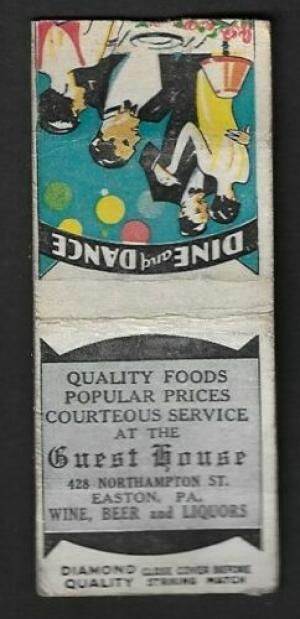 DINE and DANCE
QUALITY FOODS
POPULAR PRICES
COURTEOUS SERVICE
AT THE
Guest House
428 NORTHAMPTON ST.
EASTON, PA.
WINE, BEER and LIQUORS
DIAMOND QUALITY
CLOSE COVER BEFORE STRIKING MATCH